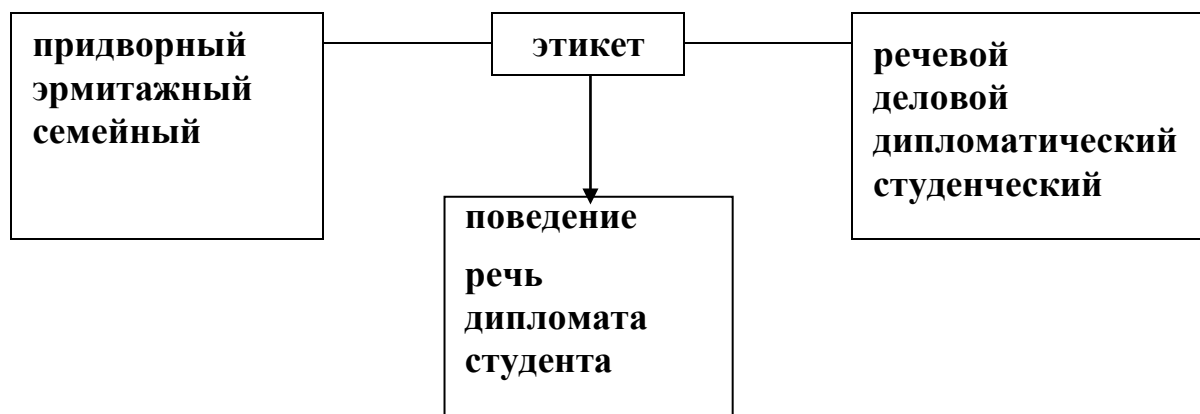 придворный
эрмитажный
семейный
этикет
речевой
деловой
дипломатический
студенческий
поведение
речь
дипломата
студента